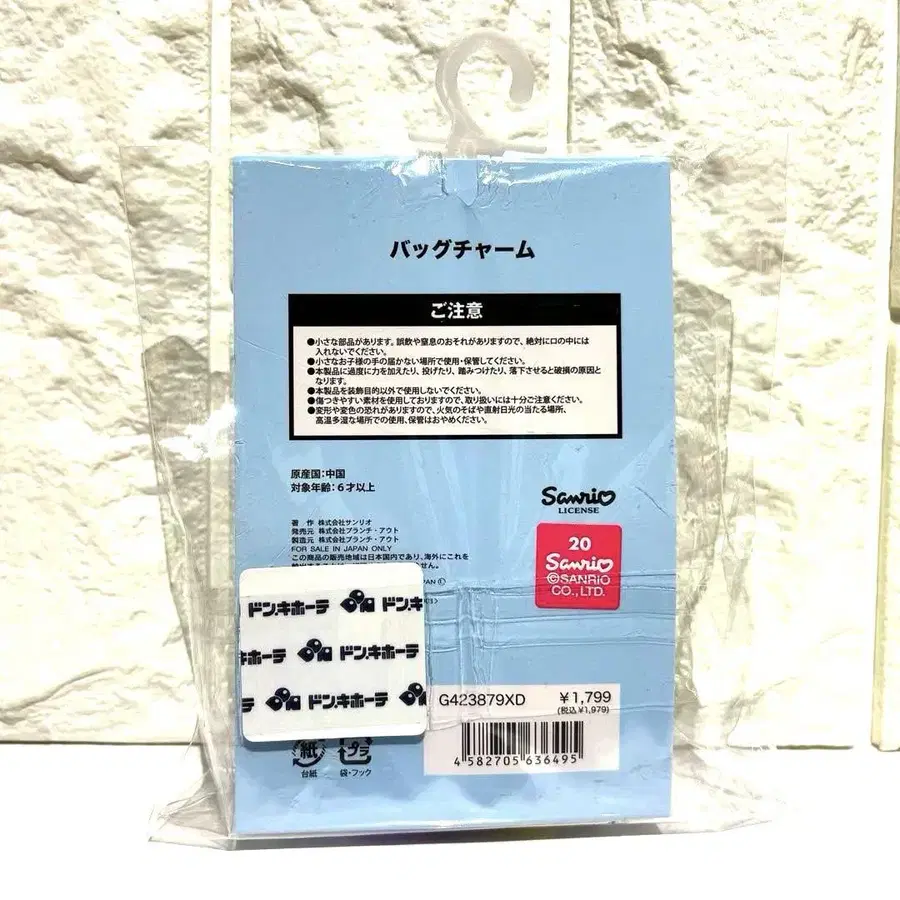 バッグチャーム
ご注意
●小さな部品があります。誤飲や窒息のおそれがありますので、絶対に口の中には
入れないでください。
●小さなお子様の手の届かない場所で使用・保管してください。
●本製品に過度に力を加えたり、投げたり、踏みつけたり、落下させると破損の原因と
なります。
●本製品を装飾目的以外で使用しないでください。
●傷つきやすい素材を使用しておりますので、取り扱いには十分ご注意ください。
●変形や変色の恐れがありますので、火気のそばや直射日光の当たる場所、
高温多湿な場所での使用、保管はおやめください。
原産国:中国
対象年齢:6才以上
Sanrio
LICENSE
著 作 株式会社サンリオ
発売元 株式会社ブランチ・アウト
製造元 株式会社ブランチ・アウト
FOR SALE IN JAPAN ONLY
この商品の販売地域は日本国内であり、海外にこれを
20
Sanrio
©SANRIO
CO., LTD.
ドン.キホーテ ドン.キ
キホーテ ドン.キホーテ
テ ドン.キホーテ
G423879XD ¥1,799
(税込¥1,979)
4 582705 636495
紙 プラ
台紙 袋・フック